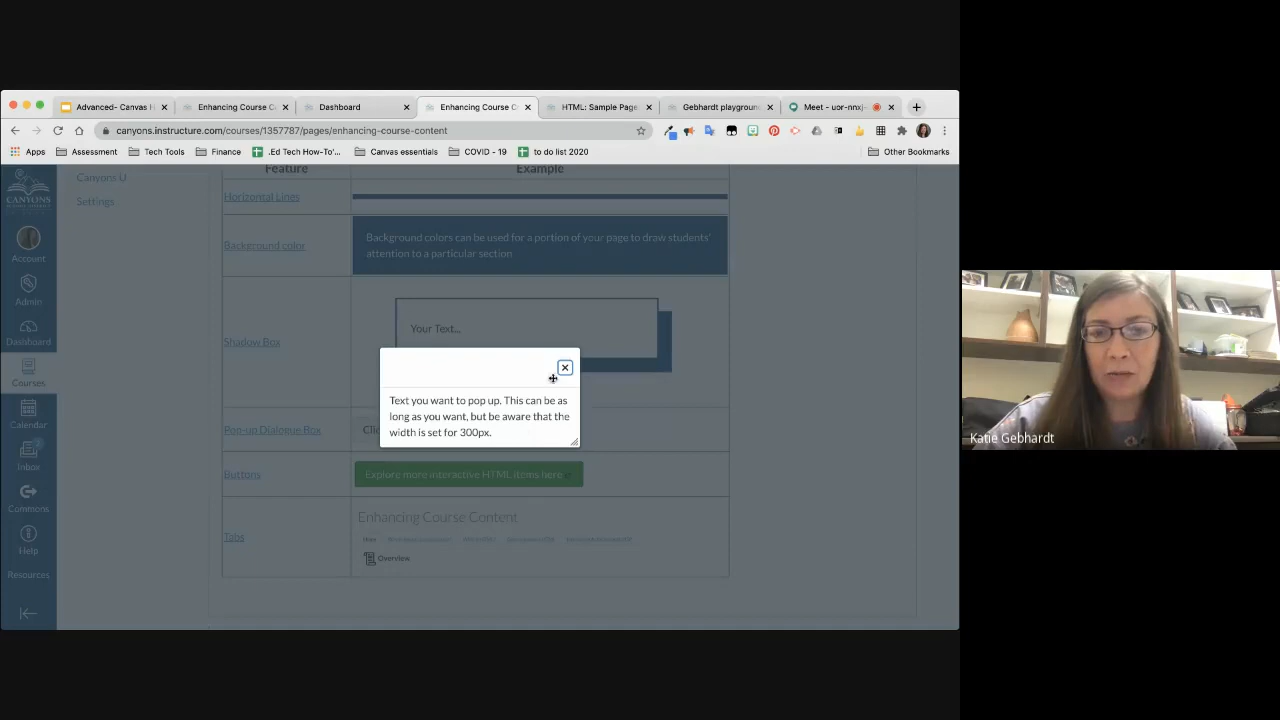 Advanced- Canvas H
Enhancing Course C
Dashboard
Enhancing Course C
HTML: Sample Page
Gebhardt playground
Meet - uor-nnxj-
canyons.instructure.com/courses/1357787/pages/enhancing-course-content
Apps
Assessment
Tech Tools
Finance
.Ed Tech How-To'...
Canvas essentials
COVID - 19
to do list 2020
Other Bookmarks
CANYONS
Account
Admin
Dashboard
Courses
Calendar
Inbox
Commons
Help
Resources
Canyons U
Settings
Feature
Example
Horizontal Lines
Background color
Background colors can be used for a portion of your page to draw students'
attention to a particular section
Shadow Box
Your Text...
Text you want to pop up. This can be as
long as you want, but be aware that the
width is set for 300px.
Pop-up Dialogue Box
Clic
Buttons
Explore more interactive HTML items here
Tabs
Enhancing Course Content
Overview
Katie Gebhardt